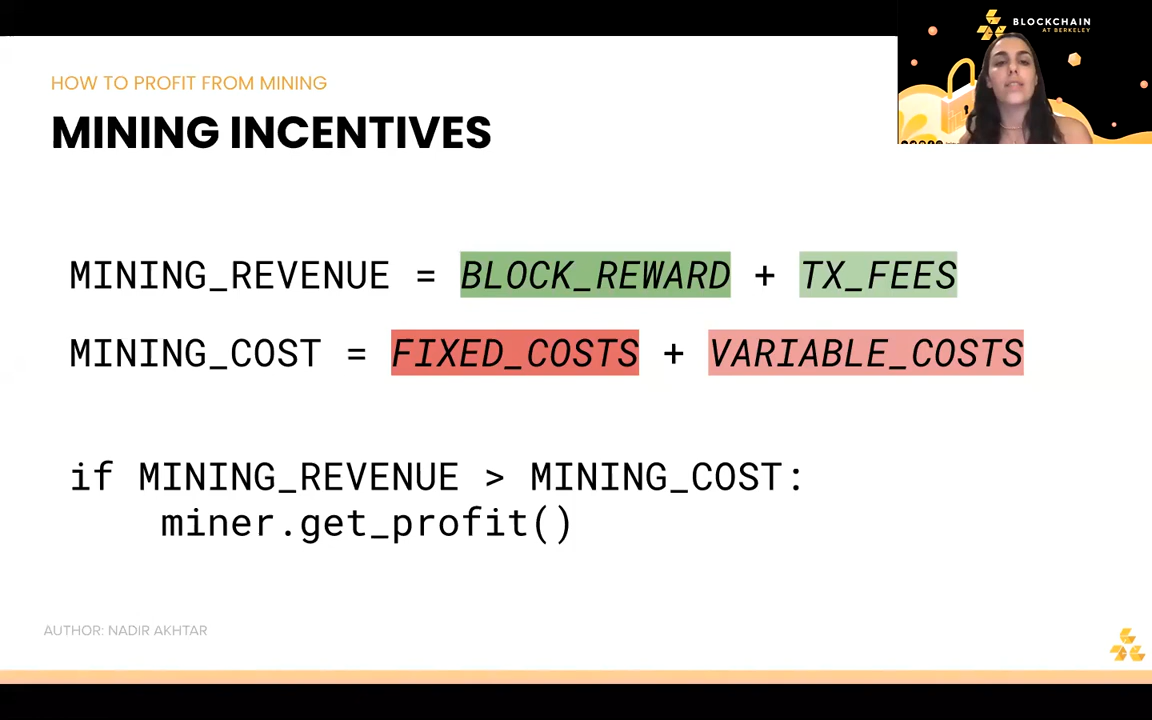 BLOCKCHAIN
AT BERKELEY
HOW TO PROFIT FROM MINING
MINING INCENTIVES
MINING_REVENUE = BLOCK_REWARD + TX_FEES
MINING_COST = FIXED_COSTS + VARIABLE_COSTS
if MINING_REVENUE > MINING_COST:
miner.get_profit()
AUTHOR: NADIR AKHTAR